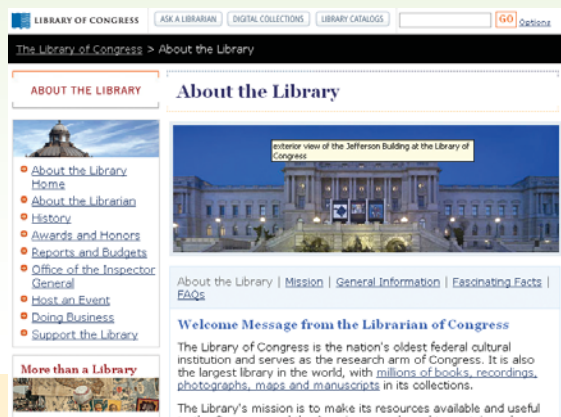 LIBRARY OF CONGRESS
ASK A LIBRARIAN
DIGITAL COLLECTIONS
LIBRARY CATALOGS
GO
Options
The Library of Congress > About the Library
ABOUT THE LIBRARY
About the Library
Home
About the Librarian
History
Awards and Honors
Reports and Budgets
Office of the Inspector
General
Host an Event
Doing Business
Support the Library
More than a Library
About the Library
exterior view of the Jefferson Building at the Library of
Congress
About the Library | Mission | General Information | Fascinating Facts |
FAQs
Welcome Message from the Librarian of Congress
The Library of Congress is the nation's oldest federal cultural
institution and serves as the research arm of Congress. It is also
the largest library in the world, with millions of books, recordings,
photographs, maps and manuscripts in its collections.
The Library's mission is to make its resources available and useful